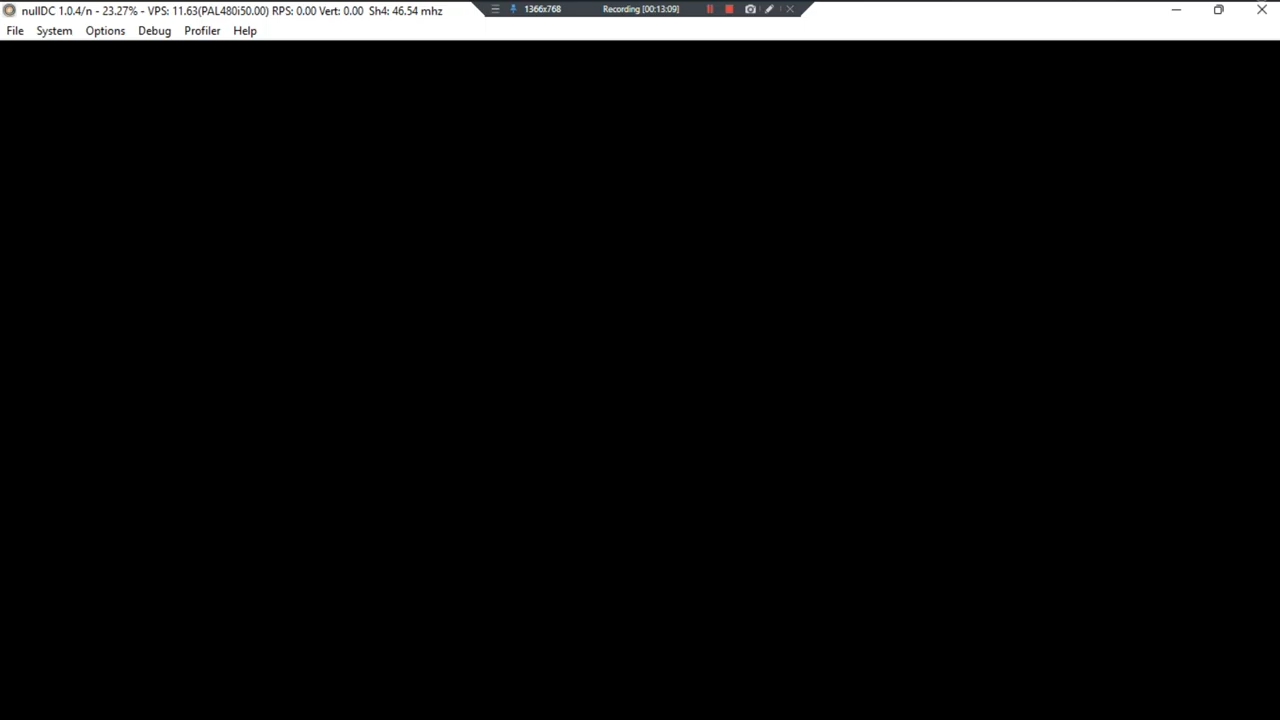 nullDC 1.0.4/n - 23.27% - VPS: 11.63(PAL480i50.00) RPS: 0.00 Vert: 0.00 Sh4: 46.54 mhz
1366x768 Recording [00:13:09]
File System Options Debug Profiler Help